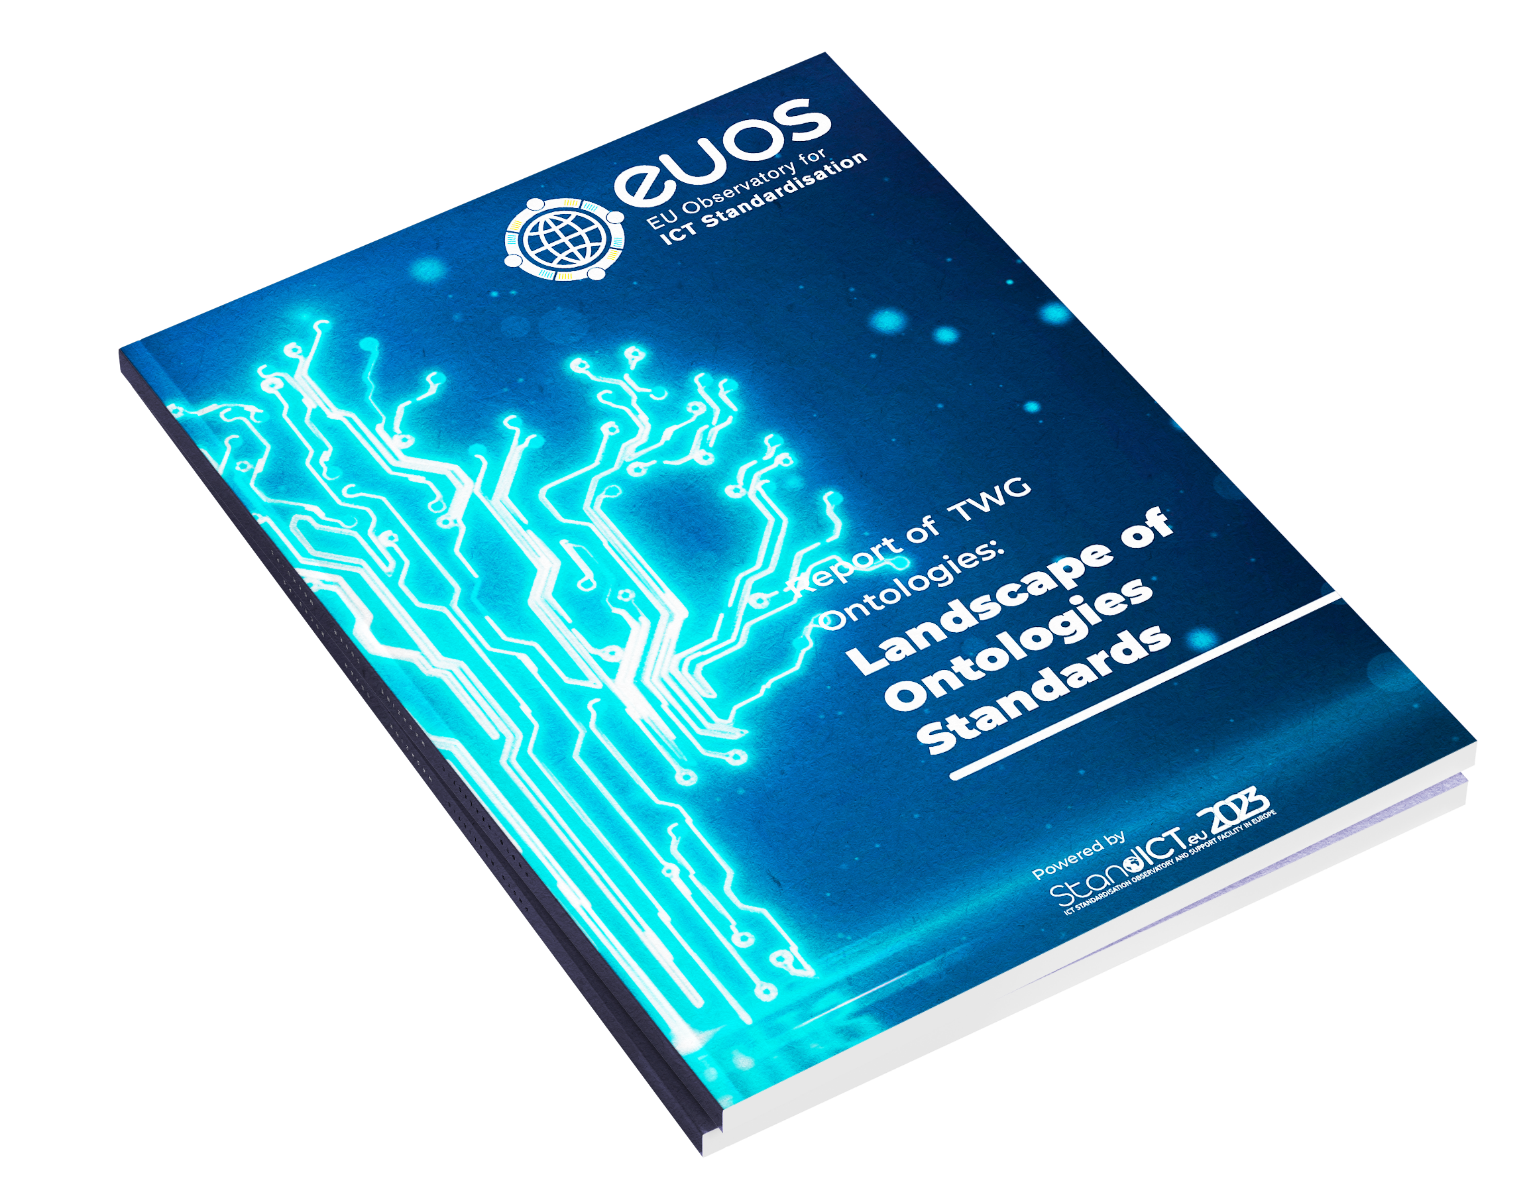 euos
EU Observatory for
ICT Standardisation
Report of TWG
Ontologies:
Landscape of
Ontologies
Standards
Powered by
StandICT.eu 2023
ICT STANDARDISATION OBSERVATORY AND SUPPORT FACILITY IN EUROPE